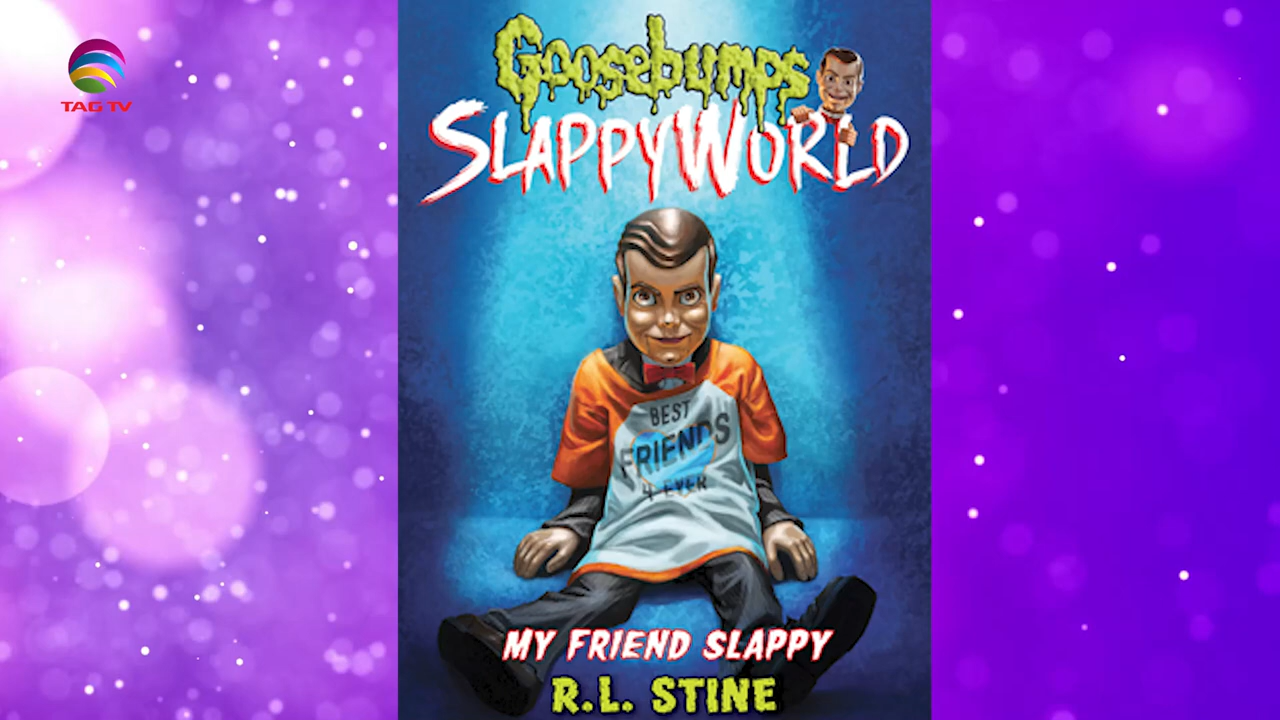 TAG TV
Goosebumps
SLAPPYWORLD
BEST
FRIENDS
4 EVER
MY FRIEND SLAPPY
R.L. STINE